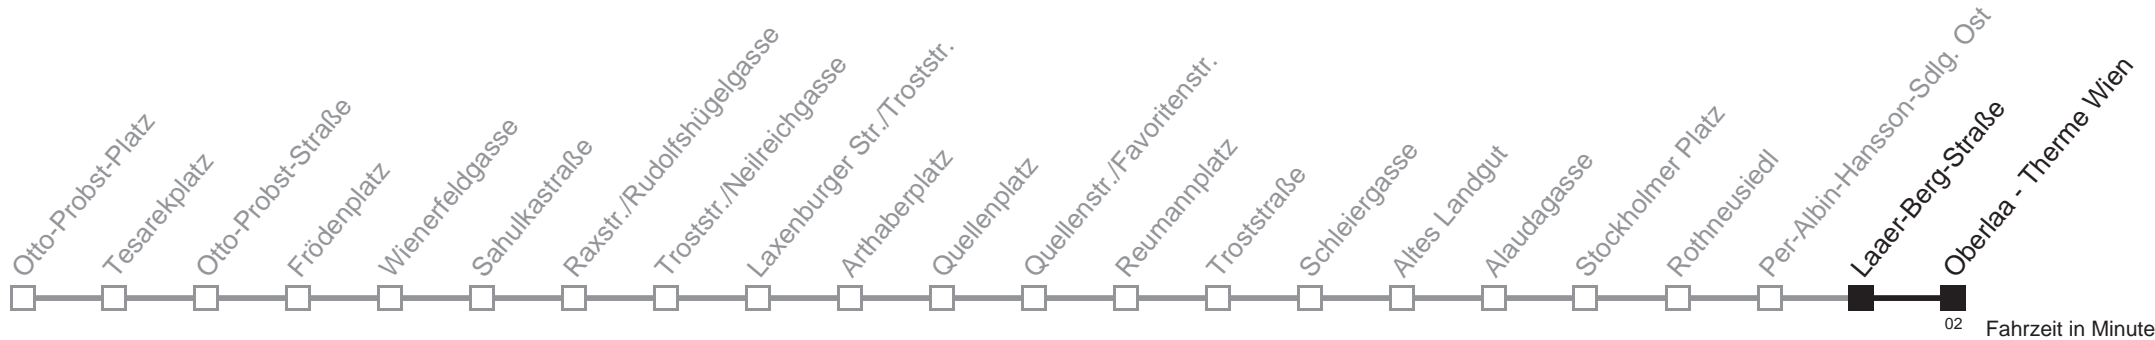 Otto-Probst-Platz
Tesarekplatz
Otto-Probst-Straße
Frödenplatz
Wienerfeldgasse
Sahulkastraße
Raxstr./Rudolfshügelgasse
Troststr./Neilreichgasse
Laxenburger Str./Troststr.
Arthaberplatz
Quellenplatz
Quellenstr./Favoritenstr.
Reumannplatz
Troststraße
Schleiergasse
Altes Landgut
Alaudagasse
Stockholmer Platz
Rothneusiedl
Per-Albin-Hansson-Sdlg. Ost
Laaer-Berg-Straße
Oberlaa - Therme Wien
02
Fahrzeit in Minute